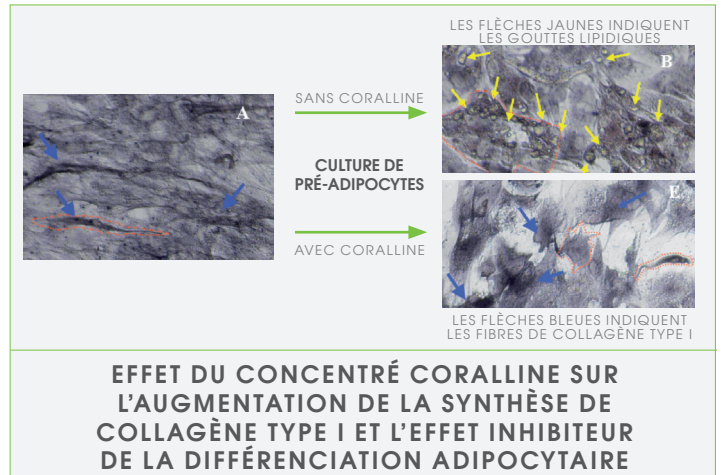 LES FLÈCHES JAUNES INDIQUENT
LES GOUTTES LIPIDIQUES
A
B
SANS CORALLINE
CULTURE DE
PRÉ-ADIPOCYTES
AVEC CORALLINE
E
LES FLÈCHES BLEUES INDIQUENT
LES FIBRES DE COLLAGÈNE TYPE I
EFFET DU CONCENTRÉ CORALLINE SUR
L'AUGMENTATION DE LA SYNTHÈSE DE
COLLAGÈNE TYPE I ET L'EFFET INHIBITEUR
DE LA DIFFÉRENCIATION ADIPOCYTAIRE